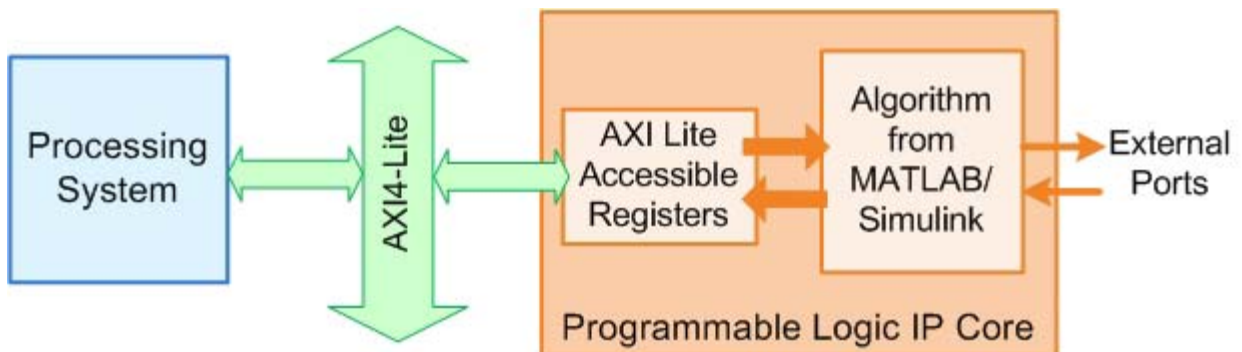 Processing
System
AXI4-Lite
AXI Lite
Accessible
Registers
Algorithm
from
MATLAB/
Simulink
External
Ports
Programmable Logic IP Core